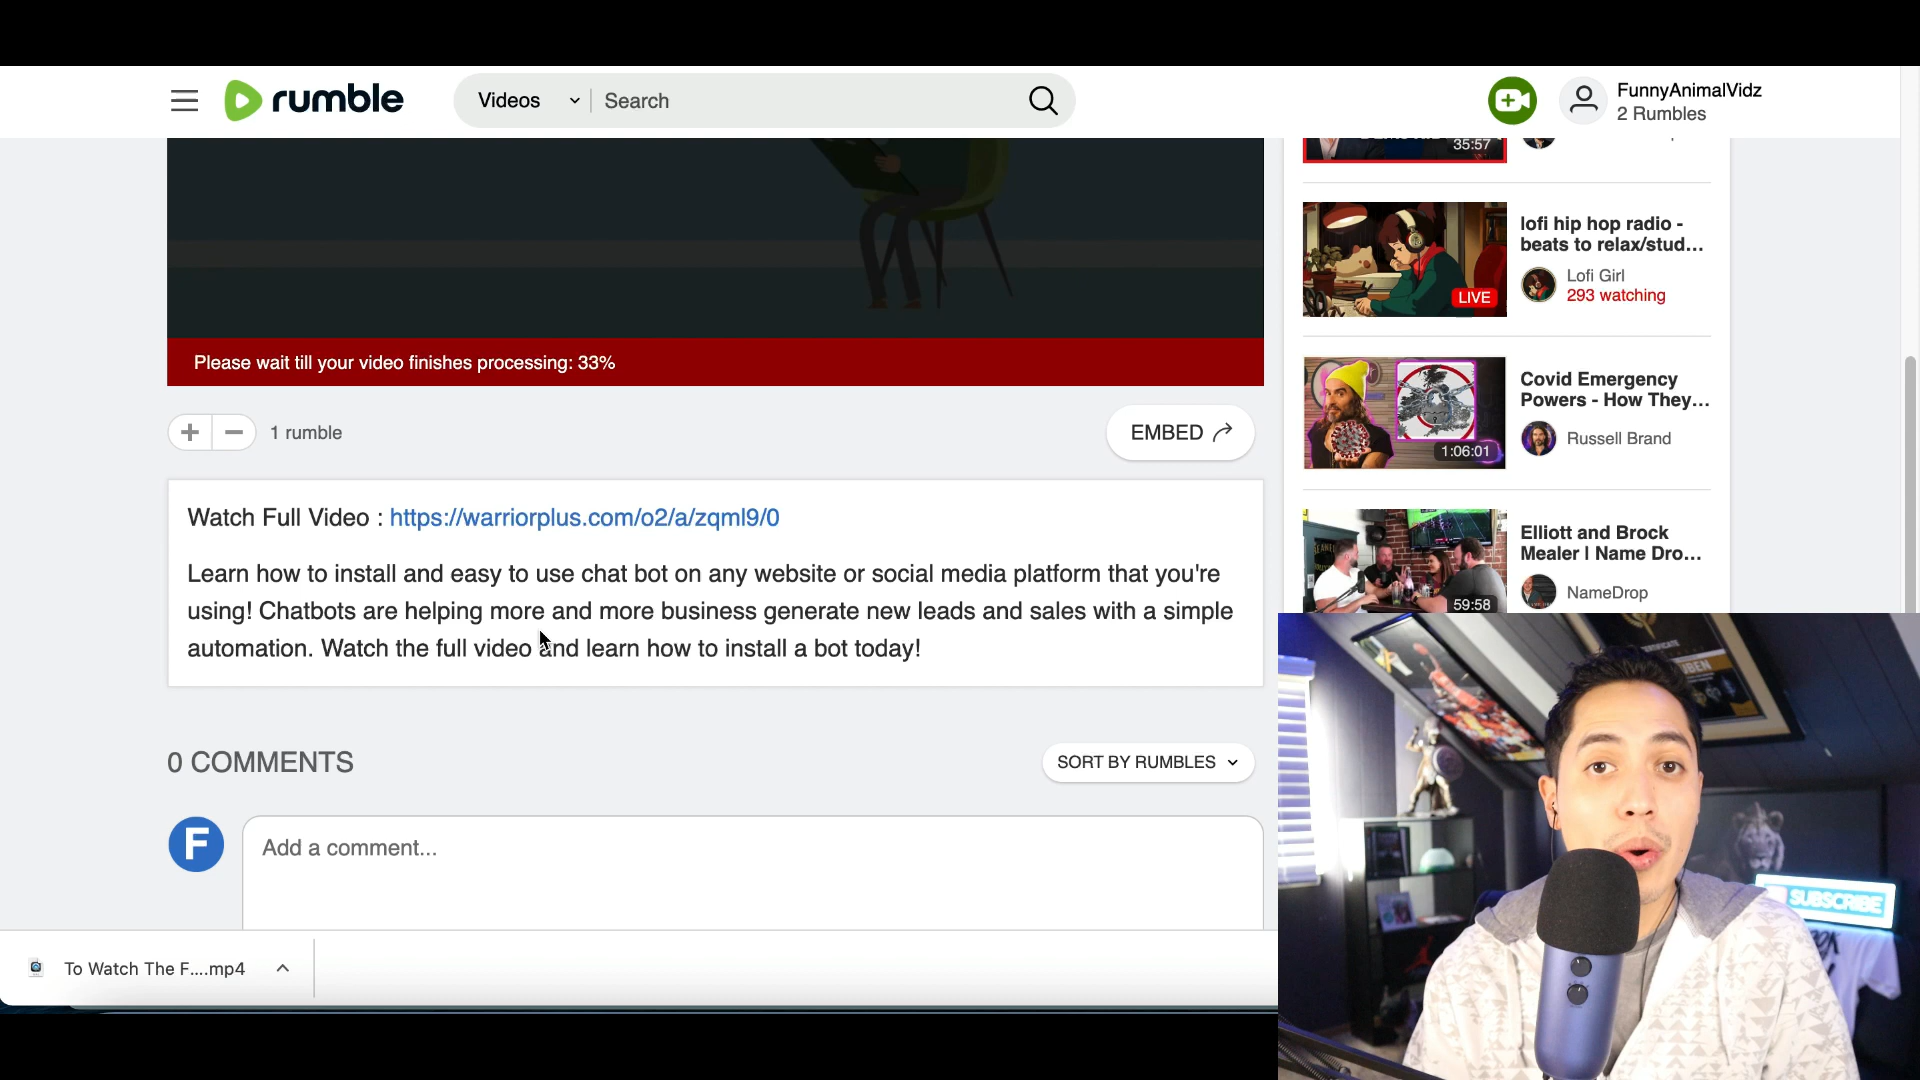 rumble
Videos
Search
FunnyAnimalVidz
2 Rumbles
35:57
lofi hip hop radio -
beats to relax/stud...
Lofi Girl
293 watching
LIVE
Please wait till your video finishes processing: 33%
Covid Emergency
Powers - How They...
Russell Brand
1:06:01
1 rumble
EMBED
Watch Full Video : https://warriorplus.com/o2/a/zqml9/0
Learn how to install and easy to use chat bot on any website or social media platform that you're
using! Chatbots are helping more and more business generate new leads and sales with a simple
automation. Watch the full video and learn how to install a bot today!
Elliott and Brock
Mealer I Name Dro...
NameDrop
59:58
0 COMMENTS
SORT BY RUMBLES
F
Add a comment...
To Watch The F....mp4
SUBSCRIBE